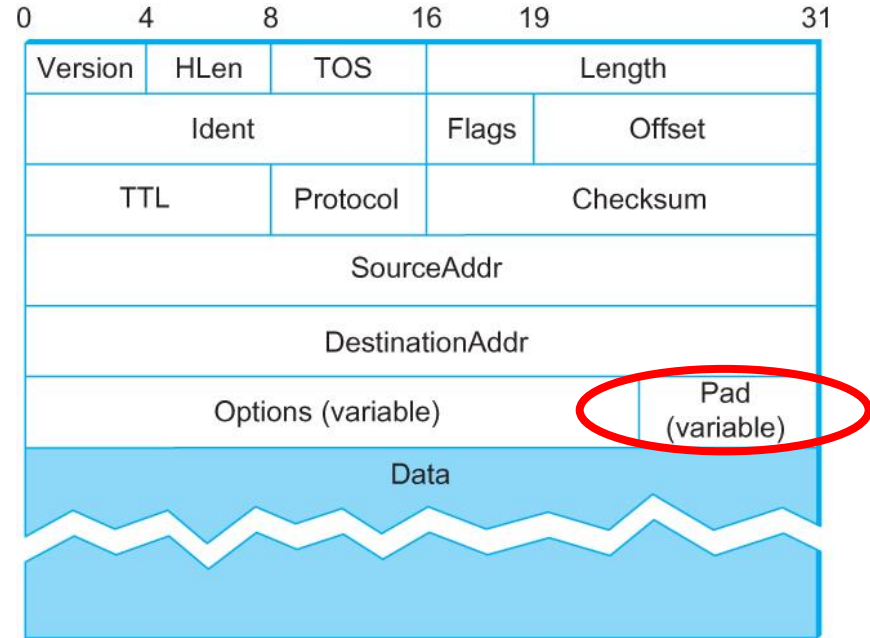 0 4 8 16 19 31
Version HLen TOS Length
Ident Flags Offset
TTL Protocol Checksum
SourceAddr
DestinationAddr
Options (variable) Pad
(variable)
Data